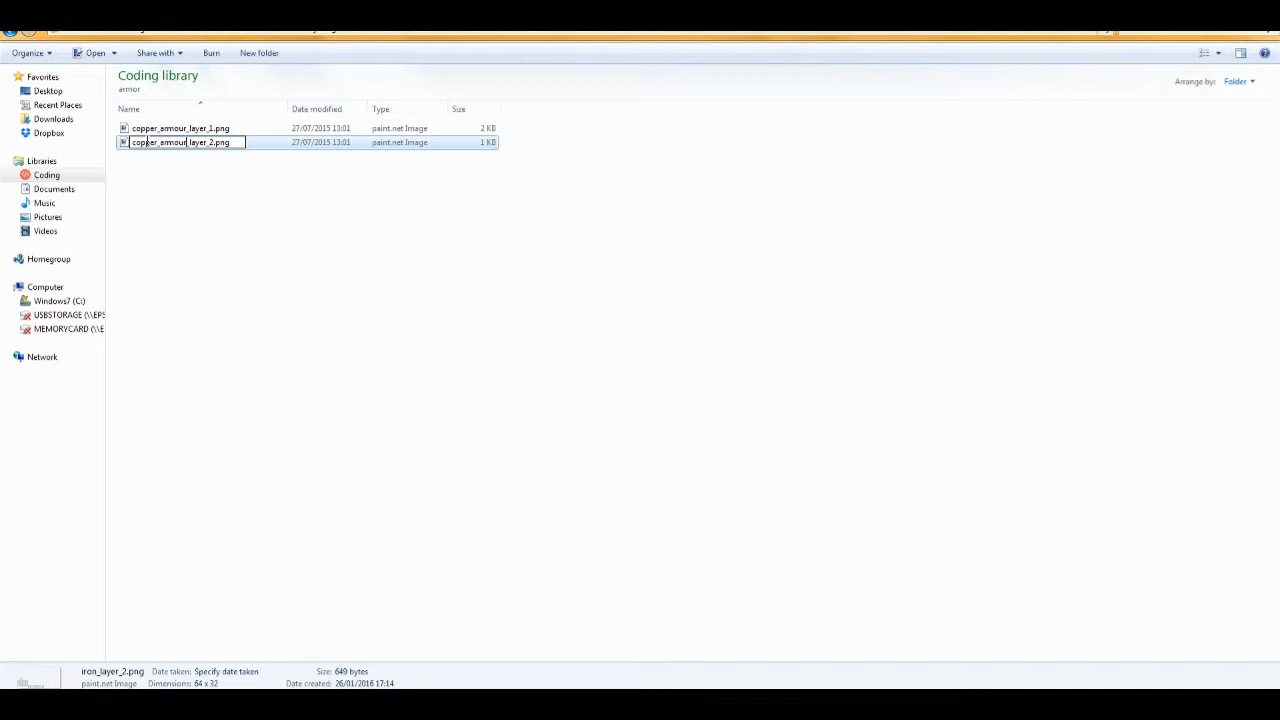 Organize Open Share with Burn New folder
Favorites
Desktop
Recent Places
Downloads
Dropbox
Libraries
Coding
Documents
Music
Pictures
Videos
Homegroup
Computer
Windows7 (C:)
USBSTORAGE (\\EPS
MEMORYCARD (\\E
Network
Coding library
armor
Arrange by: Folder
Name Date modified Type Size
copper_armour_layer_1.png 27/07/2015 13:01 paint.net Image 2 KB
copper_armour_layer_2.png 27/07/2015 13:01 paint.net Image 1 KB
iron_layer_2.png Date taken: Specify date taken Size: 649 bytes
paint.net Image Dimensions: 64 x 32 Date created: 26/01/2016 17:14